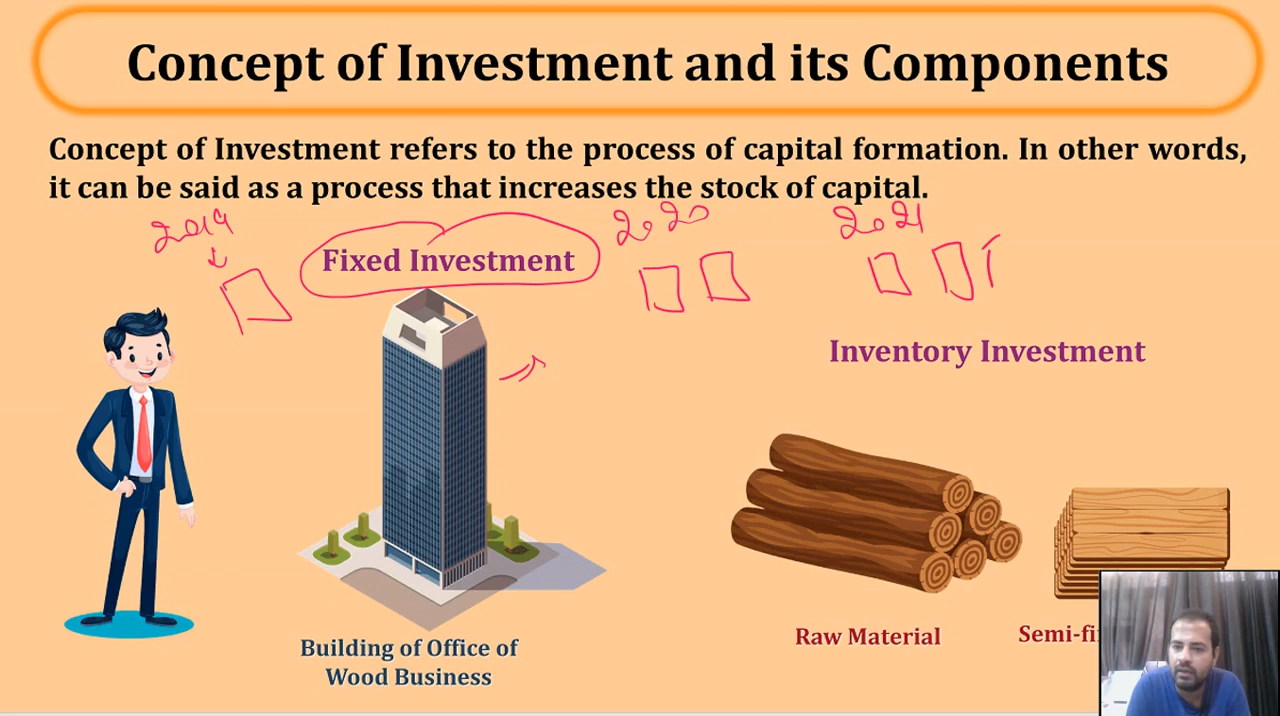 Concept of Investment and its Components
Concept of Investment refers to the process of capital formation. In other words,
it can be said as a process that increases the stock of capital.
2019
2020
2021
Fixed Investment
Inventory Investment
Building of Office of
Wood Business
Raw Material